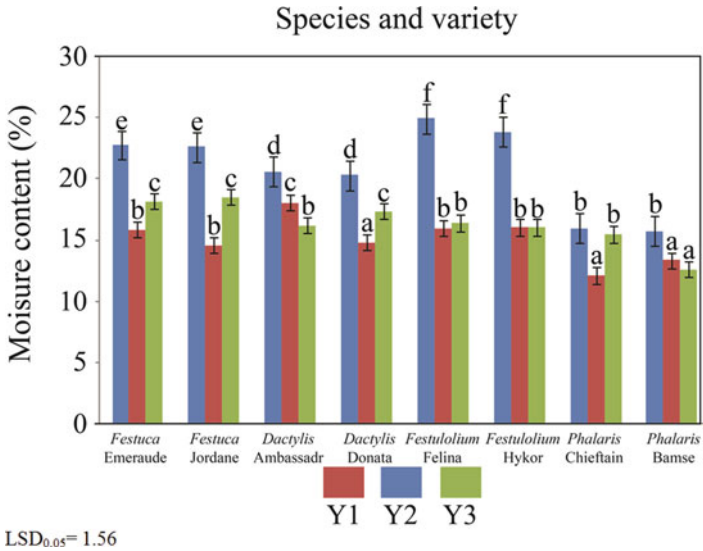 Species and variety
Moisure content (%)
30
25
20
15
10
5
0
e b c
e b c
d c b
d a c
f b b
f b b
b a b
b a a
Festuca Festuca Dactylis Dactylis Festulolium Festulolium Phalaris Phalaris
Emeraude Jordane Ambassadr Donata Felina Hykor Chieftain Bamse
Y1 Y2 Y3
LSD0.05= 1.56